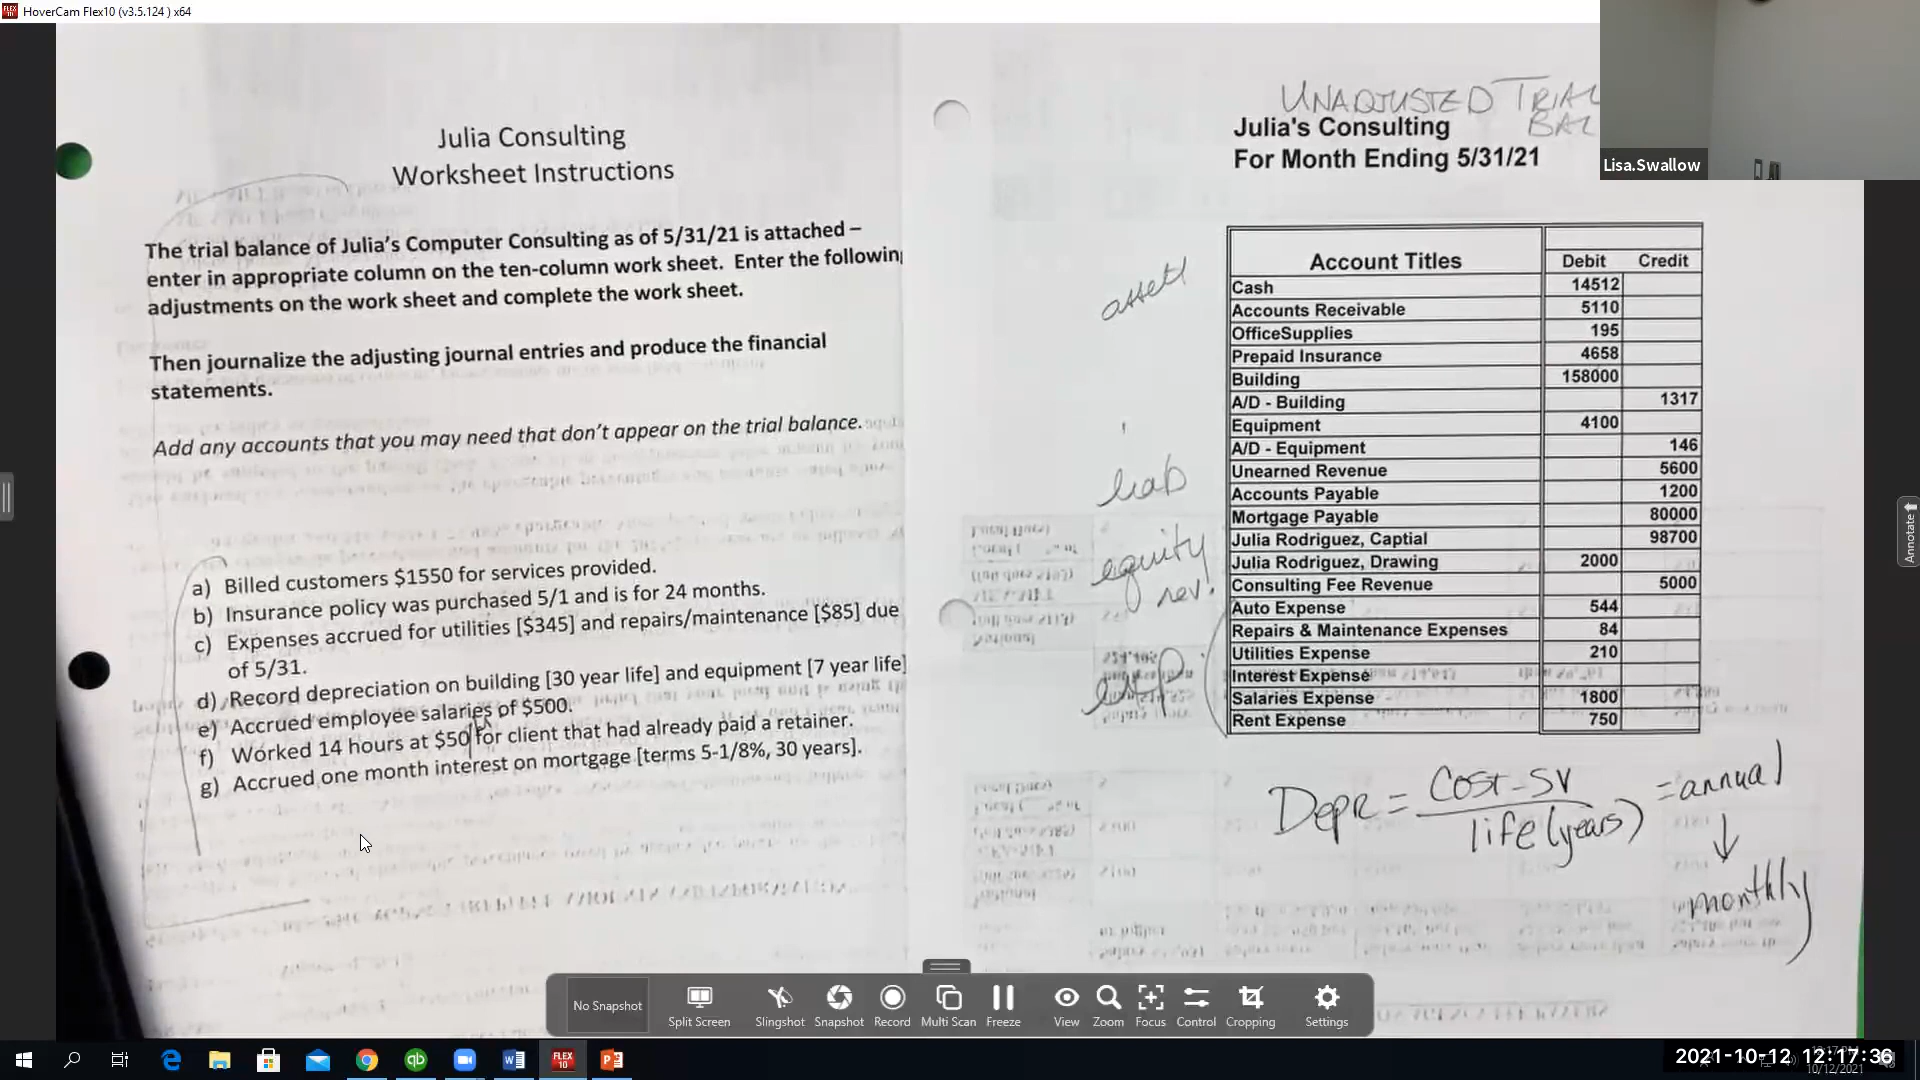 HoverCam Flex10 (v3.5.124 ) x64
Julia Consulting
Worksheet Instructions
The trial balance of Julia's Computer Consulting as of 5/31/21 is attached –
enter in appropriate column on the ten-column work sheet. Enter the following
adjustments on the work sheet and complete the work sheet.
Then journalize the adjusting journal entries and produce the financial
statements.
Add any accounts that you may need that don't appear on the trial balance.
a) Billed customers $1550 for services provided.
b) Insurance policy was purchased 5/1 and is for 24 months.
c) Expenses accrued for utilities [$345] and repairs/maintenance [$85] due
of 5/31.
d) Record depreciation on building [30 year life] and equipment [7 year life]
e) Accrued employee salaries of $500.
f) Worked 14 hours at $50 for client that had already paid a retainer.
g) Accrued one month interest on mortgage [terms 5-1/8%, 30 years].
UNADJUSTED TRIAL
BAL
Julia's Consulting
For Month Ending 5/31/21
Lisa.Swallow
Account Titles Debit Credit
Cash 14512
Accounts Receivable 5110
OfficeSupplies 195
Prepaid Insurance 4658
Building 158000
A/D - Building 1317
Equipment 4100
A/D - Equipment 146
Unearned Revenue 5600
Accounts Payable 1200
Mortgage Payable 80000
Julia Rodriguez, Captial 98700
Julia Rodriguez, Drawing 2000
Consulting Fee Revenue 5000
Auto Expense 544
Repairs & Maintenance Expenses 84
Utilities Expense 210
Interest Expense
Salaries Expense 1800
Rent Expense 750
liab
equity
rev.
exp
Depr = Cost - SV = annual
life (years)
monthly
Annotate
No Snapshot
Split Screen
Slingshot
Snapshot
Record
Multi Scan
Freeze
View
Zoom
Focus
Control
Cropping
Settings
2021-10-12 12:17:36
10/12/2021